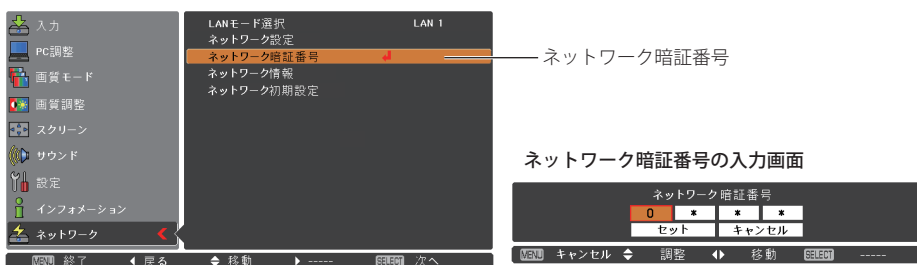 入力
PC調整
画質モード
画質調整
スクリーン
サウンド
設定
インフォメーション
ネットワーク
LANモード選択 LAN 1
ネットワーク設定
ネットワーク暗証番号
ネットワーク情報
ネットワーク初期設定
MENU 終了 戻る 移動 ----- SELECT 次へ
ネットワーク暗証番号
ネットワーク暗証番号の入力画面
ネットワーク暗証番号
0 * * *
セット キャンセル
MENU キャンセル 調整 移動 SELECT -----